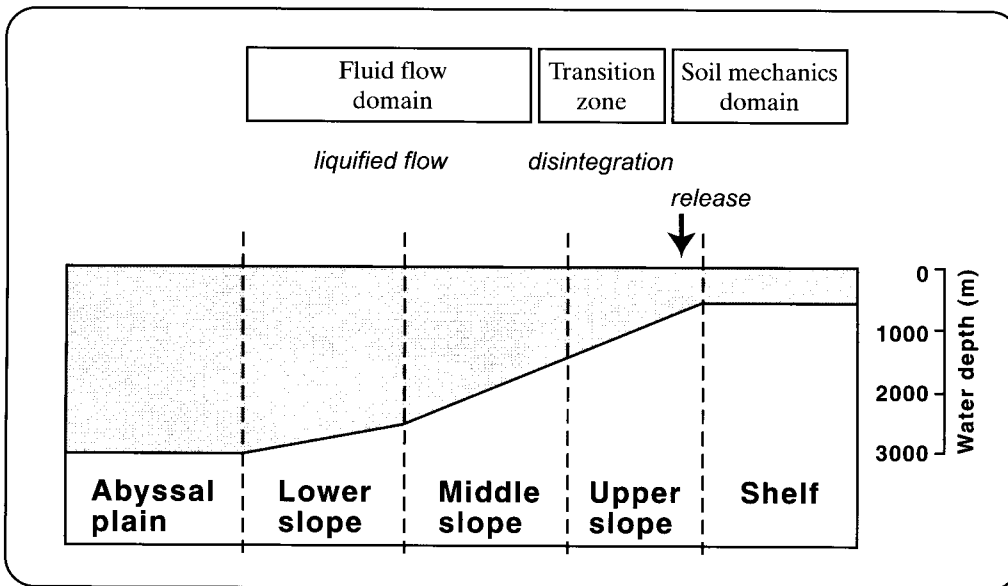 Fluid flow
domain
Transition
zone
Soil mechanics
domain
liquified flow
disintegration
release
0
1000
2000
3000
Water depth (m)
Abyssal
plain
Lower
slope
Middle
slope
Upper
slope
Shelf